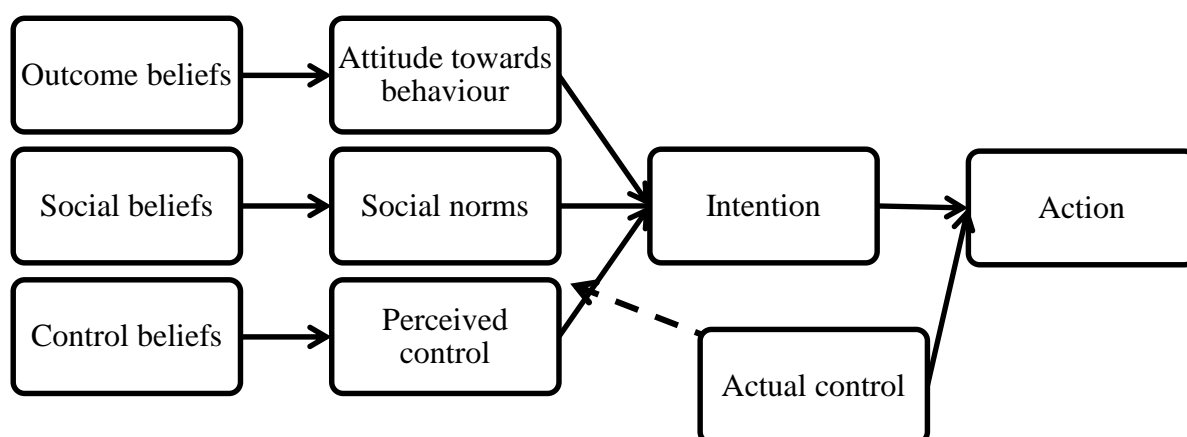 Outcome beliefs
Attitude towards
behaviour
Social beliefs
Social norms
Intention
Action
Control beliefs
Perceived
control
Actual control